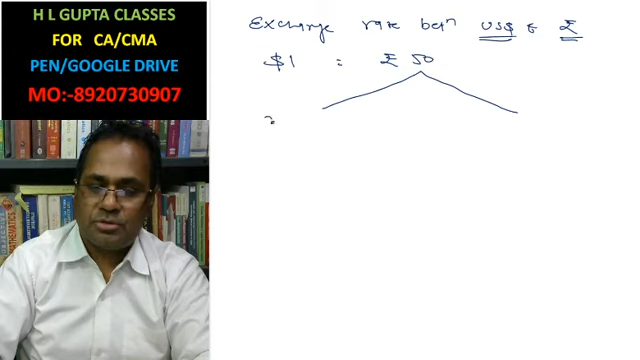 H L GUPTA CLASSES
FOR CA/CMA
PEN/GOOGLE DRIVE
MO:-8920730907
Exchange rate betn US$ & ₹
$1 = ₹ 50